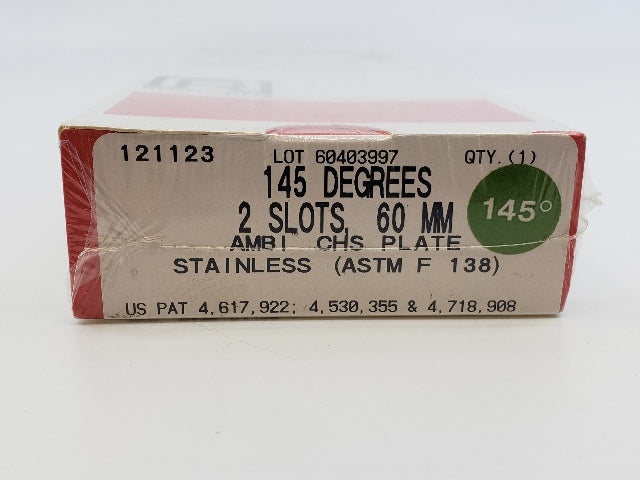 121123 LOT 60403997 QTY.(1)
145 DEGREES
2 SLOTS, 60 MM
145°
AMBI CHS PLATE
STAINLESS (ASTM F 138)
US PAT 4,617,922; 4,530,355 & 4,718,908